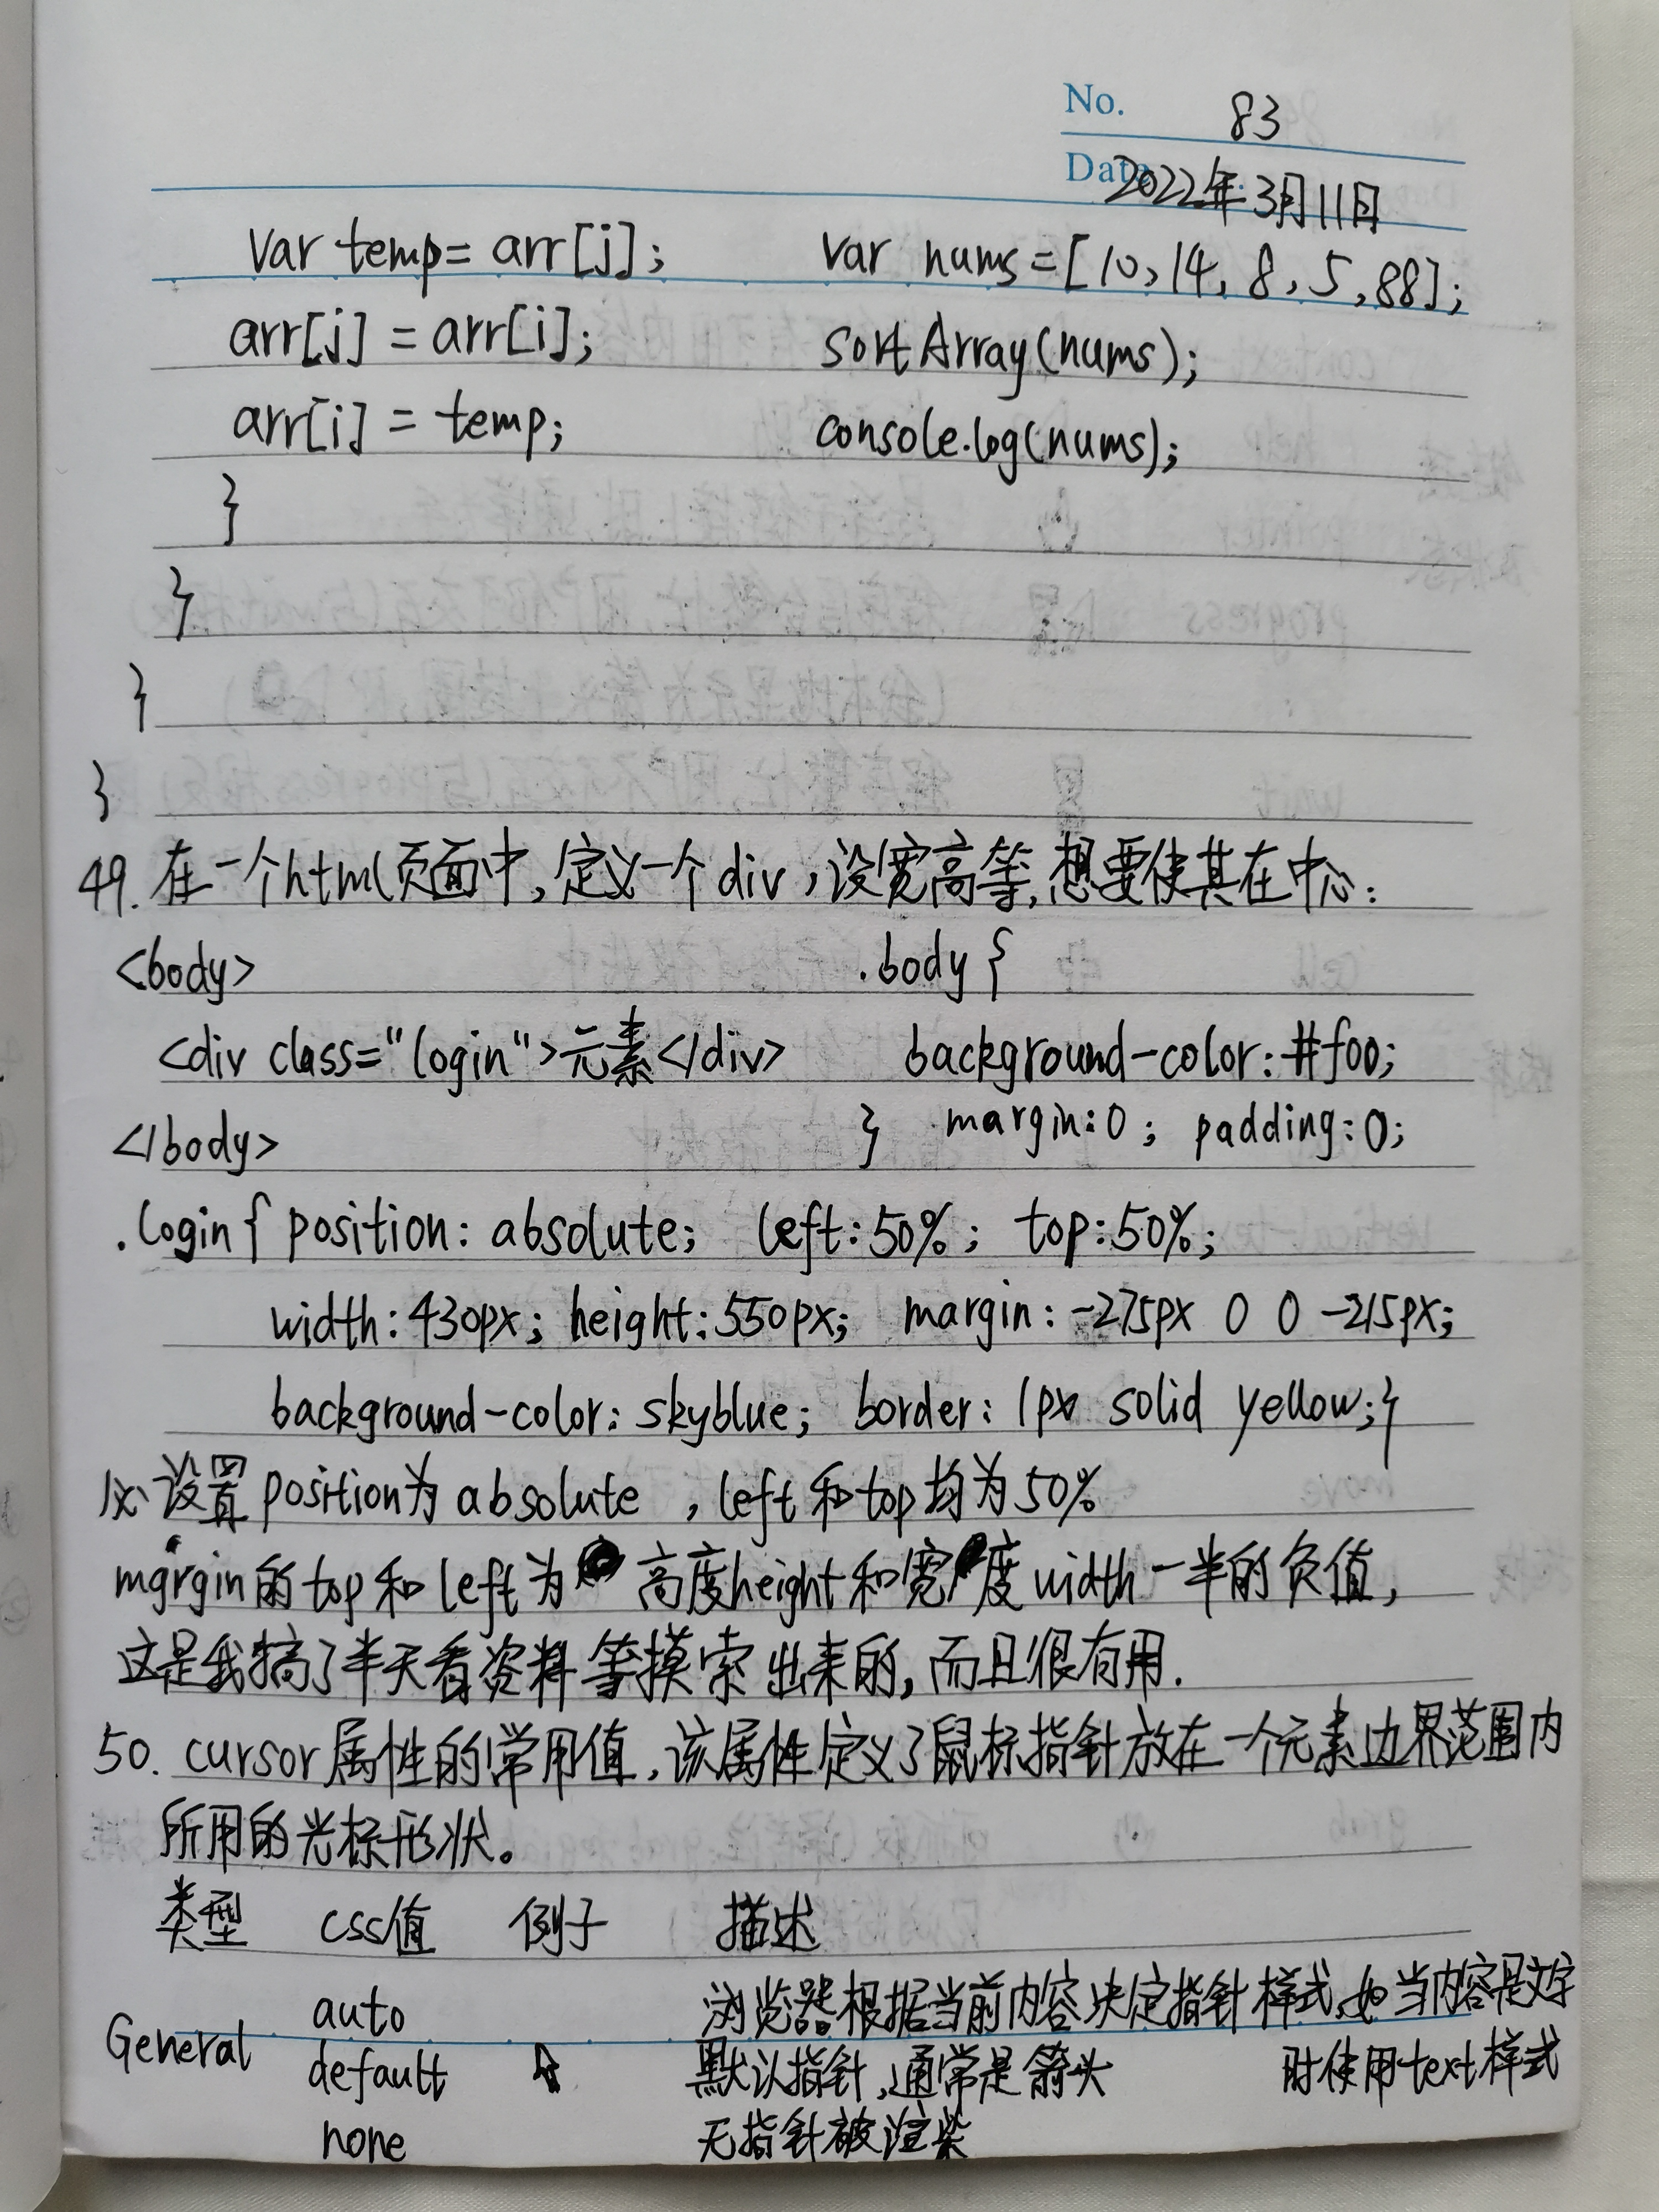 No. 83
Date 2022年3月11日
var temp = arr[j];    var nums = [10, 14, 8, 5, 88];
arr[j] = arr[i];    sortArray(nums);
arr[i] = temp;    console.log(nums);
}
}
}
}
49. 在一个html页面中,定义一个div,设宽高等,想要使其在中心:
<body>    .body {
<div class="login">元素</div>    background-color: #f00;
</body>    } margin: 0; padding: 0;
.login { position: absolute; left: 50%; top: 50%;
width: 430px; height: 550px; margin: -275px 0 0 -215px;
background-color: skyblue; border: 1px solid yellow; }
设置position为absolute,left和top均为50%
margin的top和left为高度height和宽度width一半的负值,
这是我搞了半天看资料等摸索出来的,而且很有用.
50. cursor属性的常用值,该属性定义了鼠标指针放在一个元素边界范围内
所用的光标形状。
类型 css值 例子 描述
General auto 浏览器根据当前内容决定指针样式,如当内容是文字
时使用text样式
default 默认指针,通常是箭头
none 无指针被渲染